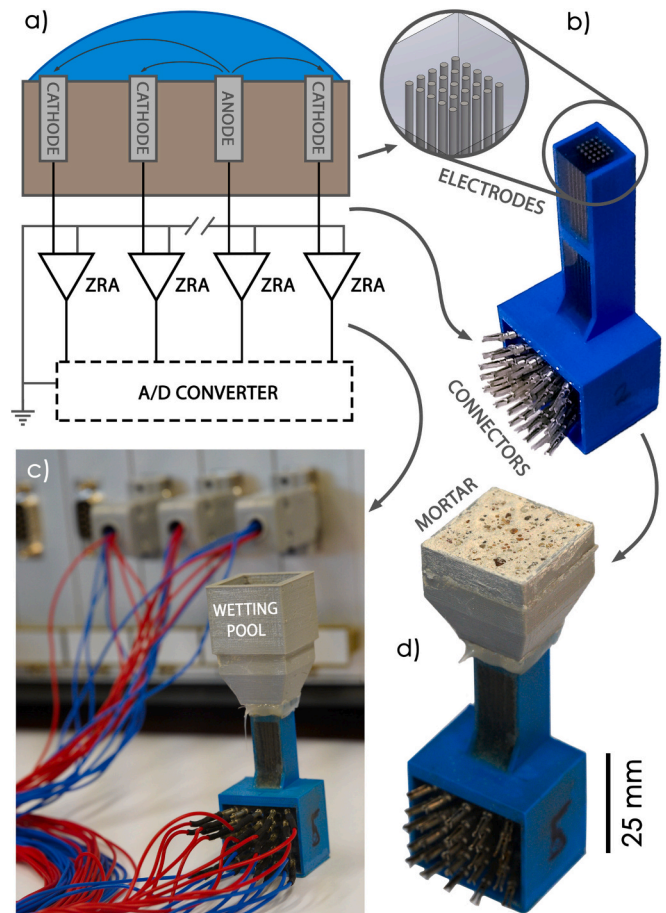 a)
b)
CATHODE
CATHODE
ANODE
CATHODE
ELECTRODES
ZRA
ZRA
ZRA
ZRA
A/D CONVERTER
CONNECTORS
c)
MORTAR
WETTING
POOL
d)
25 mm